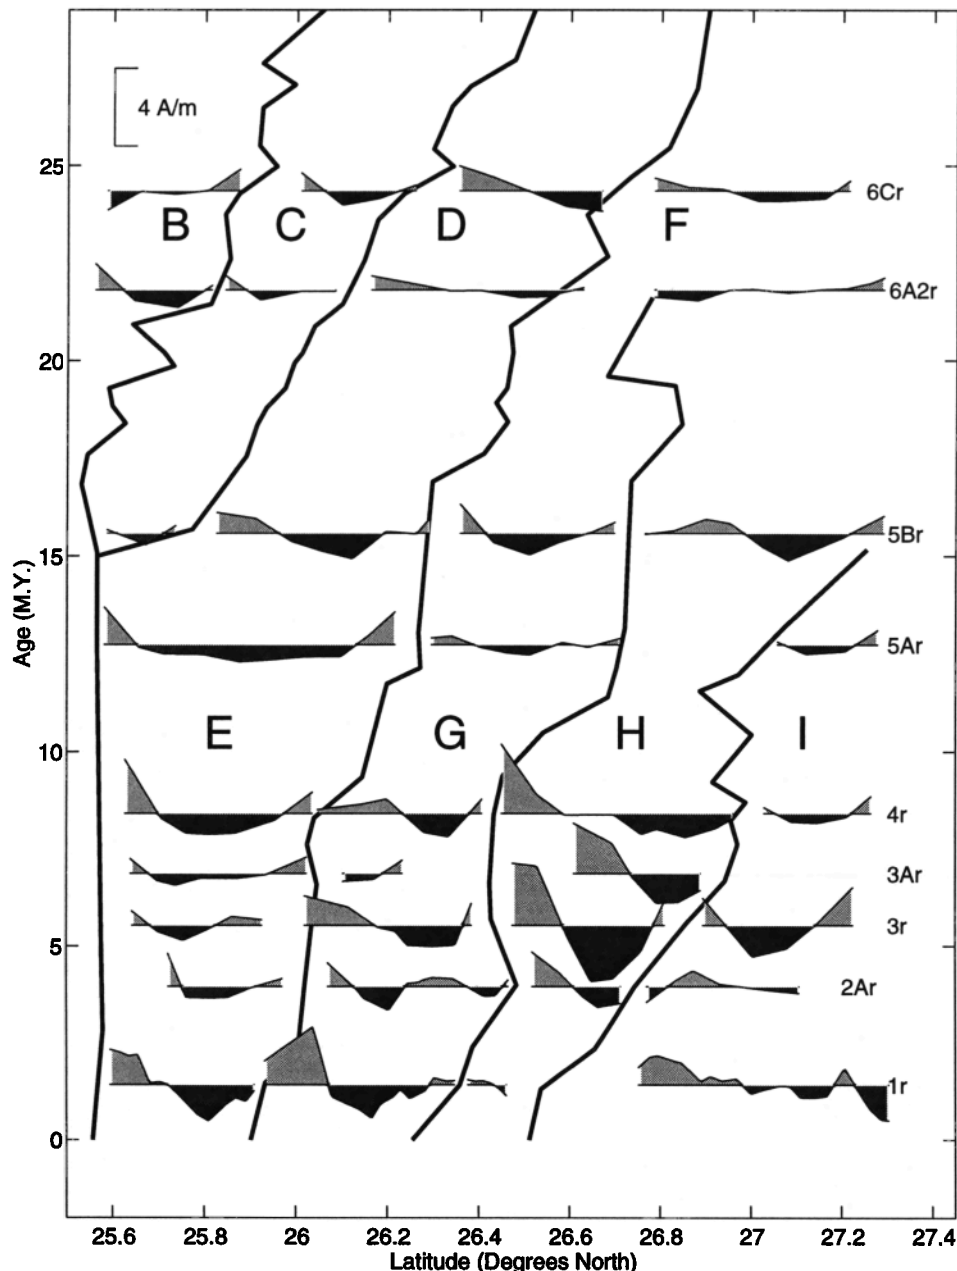 4 A/m
25
6Cr
B C D F
6A2r
20
5Br
15
5Ar
Age (M.Y.)
E G H I
10
4r
3Ar
3r
5
2Ar
1r
0
25.6 25.8 26 26.2 26.4 26.6 26.8 27 27.2 27.4
Latitude (Degrees North)